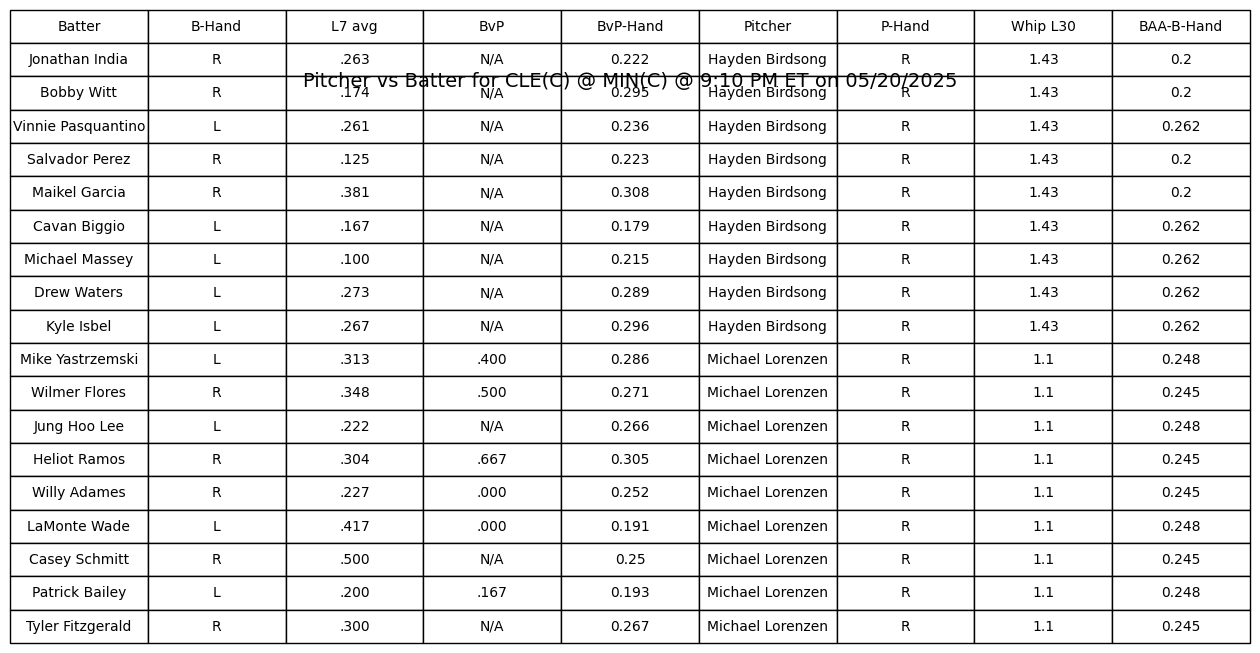 Batter B-Hand L7 avg BvP BvP-Hand Pitcher P-Hand Whip L30 BAA-B-Hand
Jonathan India R .263 N/A 0.222 Hayden Birdsong R 1.43 0.2
Pitcher vs Batter for CLE(C) @ MIN(C) @ 9:10 PM ET on 05/20/2025
Bobby Witt R .174 N/A 0.295 Hayden Birdsong R 1.43 0.2
Vinnie Pasquantino L .261 N/A 0.236 Hayden Birdsong R 1.43 0.262
Salvador Perez R .125 N/A 0.223 Hayden Birdsong R 1.43 0.2
Maikel Garcia R .381 N/A 0.308 Hayden Birdsong R 1.43 0.2
Cavan Biggio L .167 N/A 0.179 Hayden Birdsong R 1.43 0.262
Michael Massey L .100 N/A 0.215 Hayden Birdsong R 1.43 0.262
Drew Waters L .273 N/A 0.289 Hayden Birdsong R 1.43 0.262
Kyle Isbel L .267 N/A 0.296 Hayden Birdsong R 1.43 0.262
Mike Yastrzemski L .313 .400 0.286 Michael Lorenzen R 1.1 0.248
Wilmer Flores R .348 .500 0.271 Michael Lorenzen R 1.1 0.245
Jung Hoo Lee L .222 N/A 0.266 Michael Lorenzen R 1.1 0.248
Heliot Ramos R .304 .667 0.305 Michael Lorenzen R 1.1 0.245
Willy Adames R .227 .000 0.252 Michael Lorenzen R 1.1 0.245
LaMonte Wade L .417 .000 0.191 Michael Lorenzen R 1.1 0.248
Casey Schmitt R .500 N/A 0.25 Michael Lorenzen R 1.1 0.245
Patrick Bailey L .200 .167 0.193 Michael Lorenzen R 1.1 0.248
Tyler Fitzgerald R .300 N/A 0.267 Michael Lorenzen R 1.1 0.245